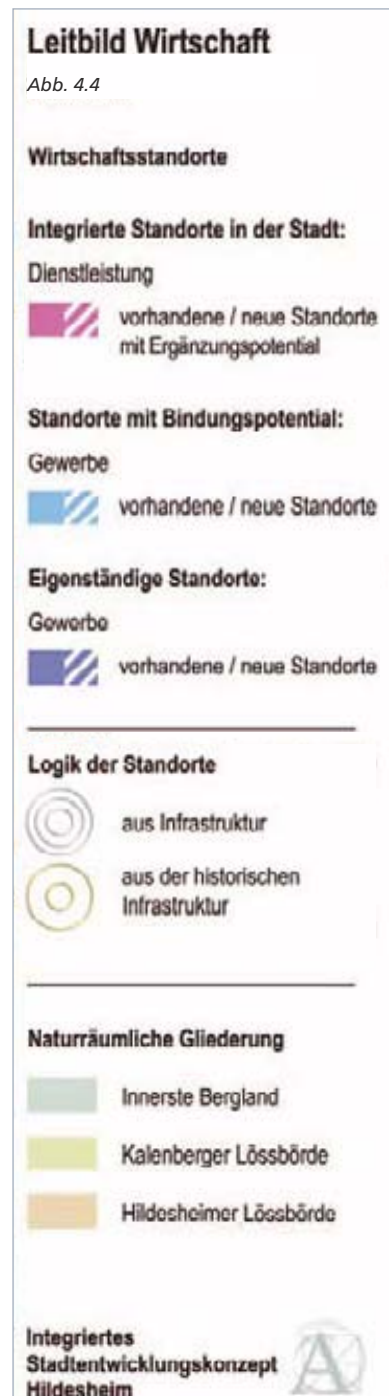 Leitbild Wirtschaft
Abb. 4.4
Wirtschaftsstandorte
Integrierte Standorte in der Stadt:
Dienstleistung
vorhandene / neue Standorte
mit Ergänzungspotential
Standorte mit Bindungspotential:
Gewerbe
vorhandene / neue Standorte
Eigenständige Standorte:
Gewerbe
vorhandene / neue Standorte
Logik der Standorte
aus Infrastruktur
aus der historischen
Infrastruktur
Naturräumliche Gliederung
Innerste Bergland
Kalenberger Lössbörde
Hildesheimer Lössbörde
Integriertes
Stadtentwicklungskonzept
Hildesheim
A